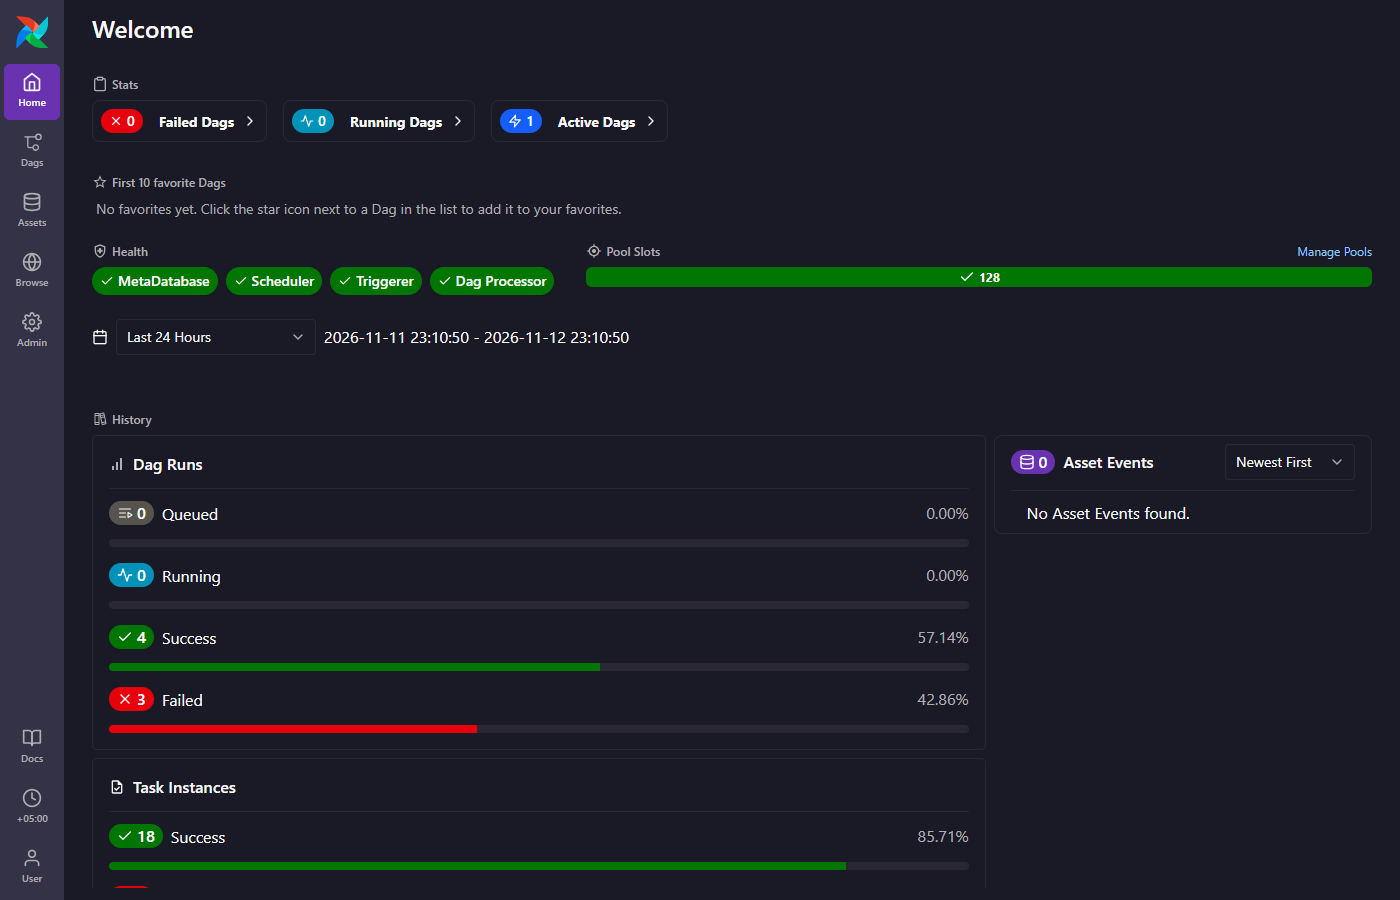 Welcome
Home
Dags
Assets
Browse
Admin
Docs
+05:00
User
Stats
0 Failed Dags
0 Running Dags
1 Active Dags
First 10 favorite Dags
No favorites yet. Click the star icon next to a Dag in the list to add it to your favorites.
Health
MetaDatabase Scheduler Triggerer Dag Processor
Pool Slots Manage Pools
128
Last 24 Hours 2026-11-11 23:10:50 - 2026-11-12 23:10:50
History
Dag Runs
0 Queued 0.00%
0 Running 0.00%
4 Success 57.14%
3 Failed 42.86%
Task Instances
18 Success 85.71%
0 Asset Events Newest First
No Asset Events found.